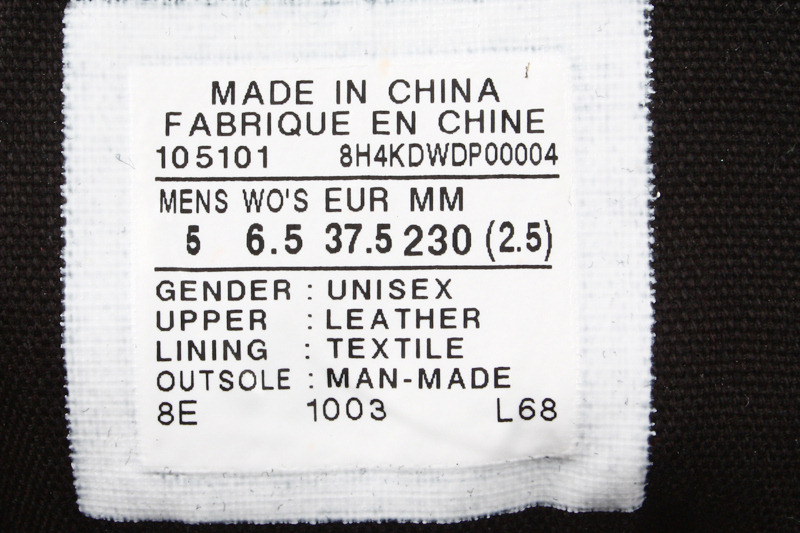 MADE IN CHINA
FABRIQUE EN CHINE
105101 8H4KDWDP00004
MENS WO'S EUR MM
5 6.5 37.5 230 (2.5)
GENDER : UNISEX
UPPER : LEATHER
LINING : TEXTILE
OUTSOLE : MAN-MADE
8E 1003 L68